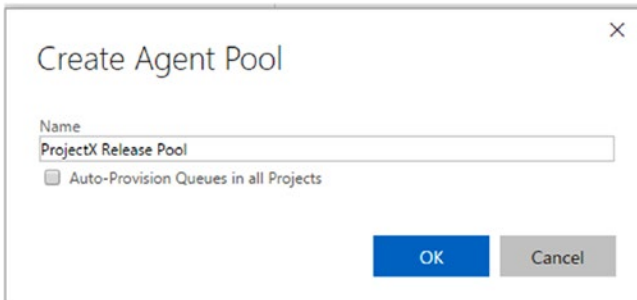 Create Agent Pool
Name
ProjectX Release Pool
Auto-Provision Queues in all Projects
OK Cancel